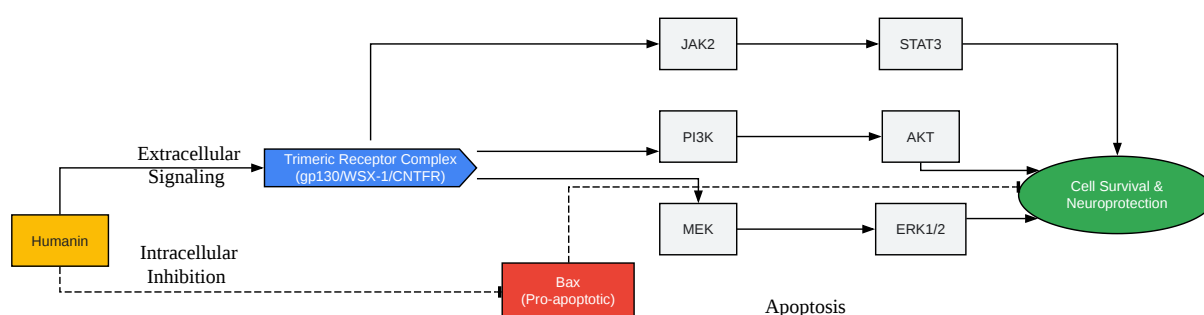 JAK2
STAT3
PI3K
AKT
Extracellular
Signaling
Trimeric Receptor Complex
(gp130/WSX-1/CNTFR)
Cell Survival &
Neuroprotection
Humanin
MEK
ERK1/2
Intracellular
Inhibition
Bax
(Pro-apoptotic)
Apoptosis